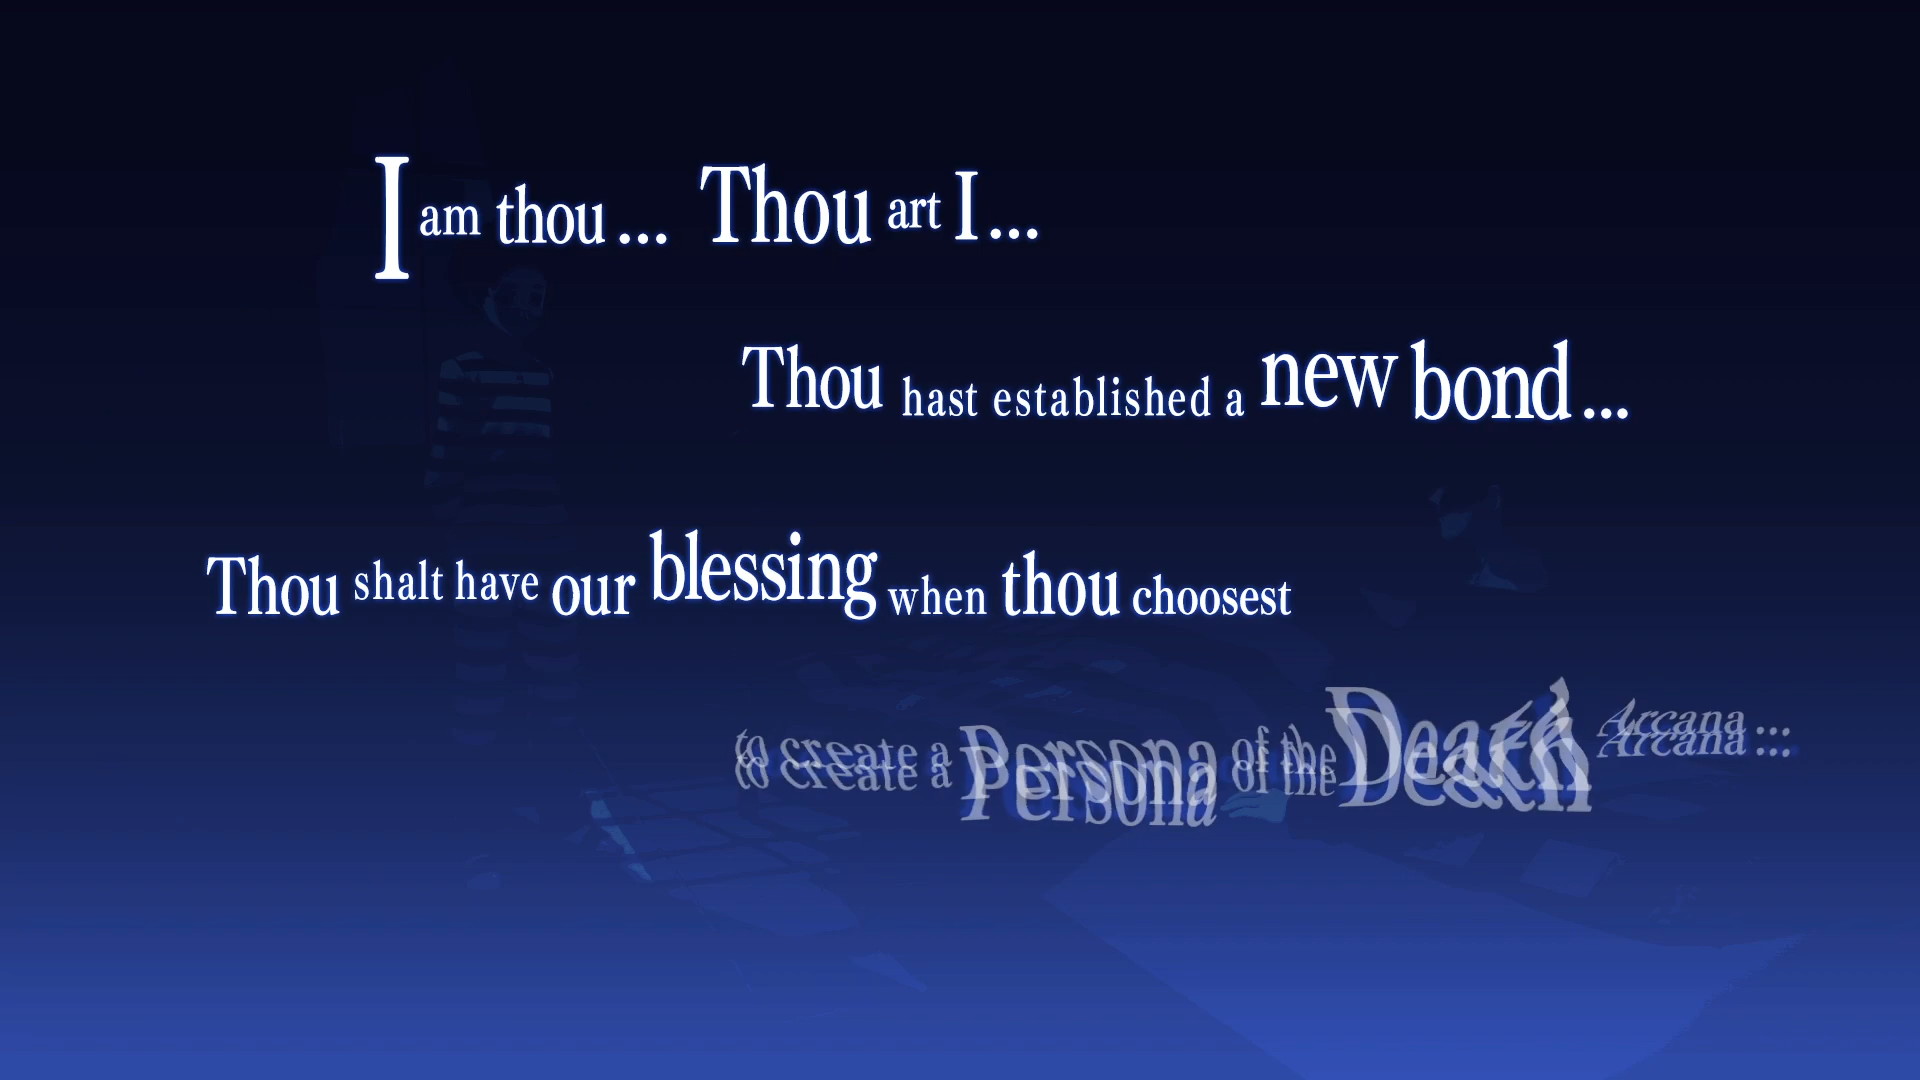 I am thou... Thou art I...
Thou hast established a new bond...
Thou shalt have our blessing when thou choosest
to create a Persona of the Death Arcana...